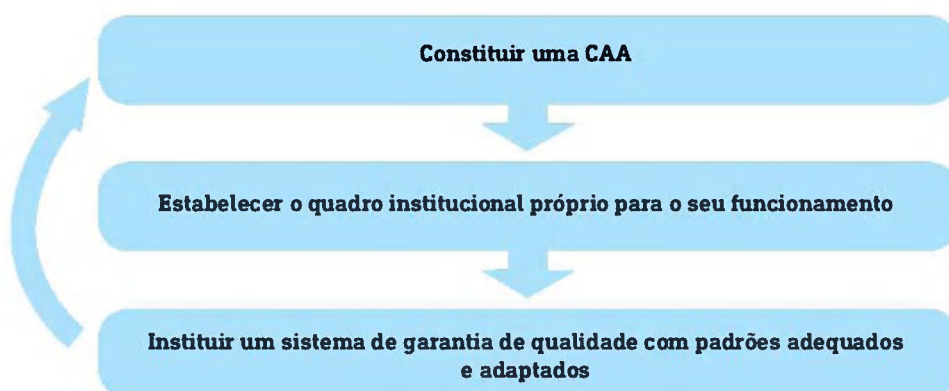 Constituir uma CAA
Estabelecer o quadro institucional próprio para o seu funcionamento
Instituir um sistema de garantia de qualidade com padrões adequados
e adaptados